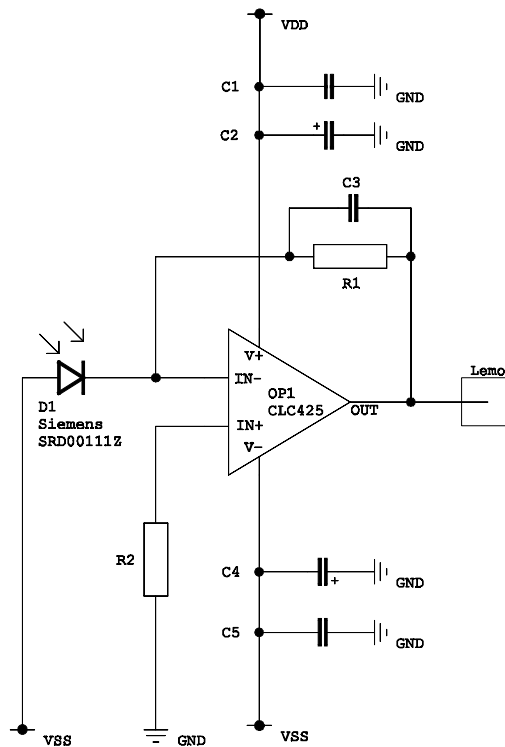 VDD
C1
GND
+
C2
GND
C3
R1
V+
IN-
OP1
CLC425
OUT
IN+
V-
Lemo
D1
Siemens
SRD00111Z
R2
C4
+
GND
C5
GND
VSS
GND
VSS